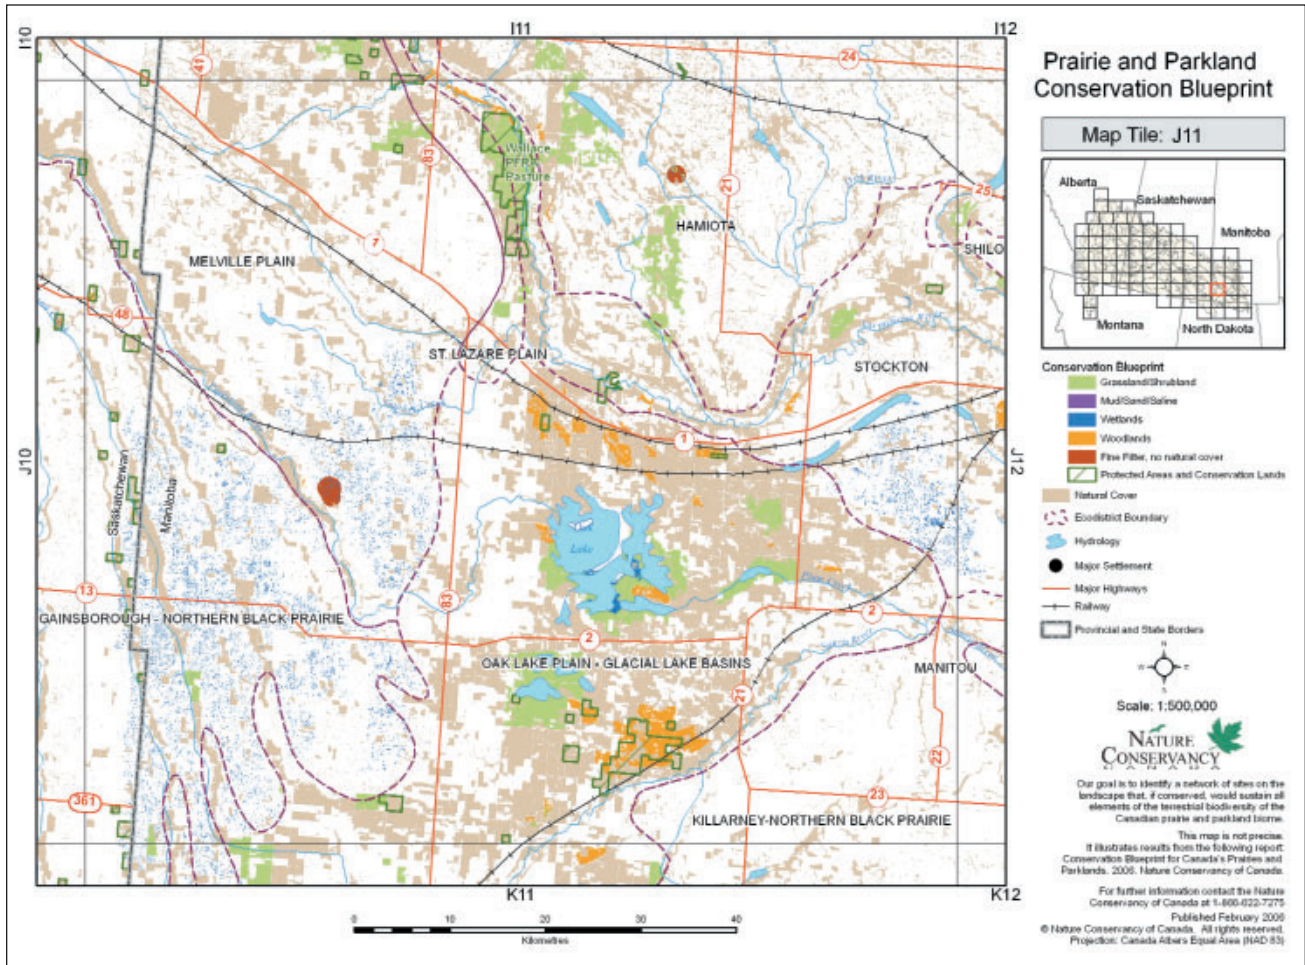 I10
I11
I12
Prairie and Parkland
Conservation Blueprint
Map Tile: J11
Alberta
Saskatchewan
Manitoba
Montana
North Dakota
Conservation Blueprint
Grassland/Shrubland
Mud/Sand/Saline
Wetlands
Woodlands
Fine Filter, no natural cover
Protected Areas and Conservation Lands
Natural Cover
Ecodistrict Boundary
Hydrology
Major Settlement
Major Highways
Railway
Provincial and State Borders
N
W
E
S
Scale: 1:500,000
NATURE
CONSERVANCY
Our goal is to identify a network of sites on the
landscape that, if conserved, would sustain all
elements of the terrestrial biodiversity of the
Canadian prairie and parkland biome.
This map is not precise.
It illustrates results from the following report:
Conservation Blueprint for Canada's Prairies and
Parklands. 2006. Nature Conservancy of Canada.
For further information contact the Nature
Conservancy of Canada at 1-866-622-7275
Published February 2006
© Nature Conservancy of Canada. All rights reserved.
Projection: Canada Albers Equal Area (NAD 83)
41
24
83
Wallace
PFRA
Pasture
21
25
HAMIOTA
SHILO
1
MELVILLE PLAIN
48
ST. LAZARE PLAIN
STOCKTON
1
J10
J12
Saskatchewan
Manitoba
Oak
Lake
13
83
2
GAINSBOROUGH - NORTHERN BLACK PRAIRIE
2
OAK LAKE PLAIN - GLACIAL LAKE BASINS
MANITOU
21
22
361
23
KILLARNEY-NORTHERN BLACK PRAIRIE
K11
K12
0
10
20
30
40
Kilometres